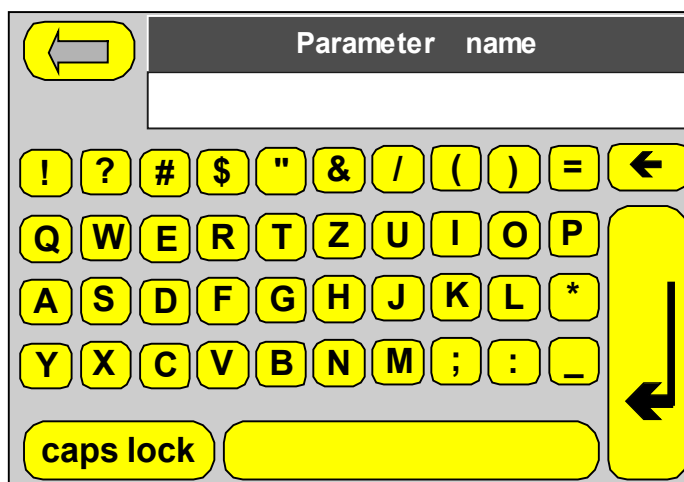 Parameter name
! ? # $ " & / ( ) =
Q W E R T Z U I O P
A S D F G H J K L *
Y X C V B N M ; : _
caps lock